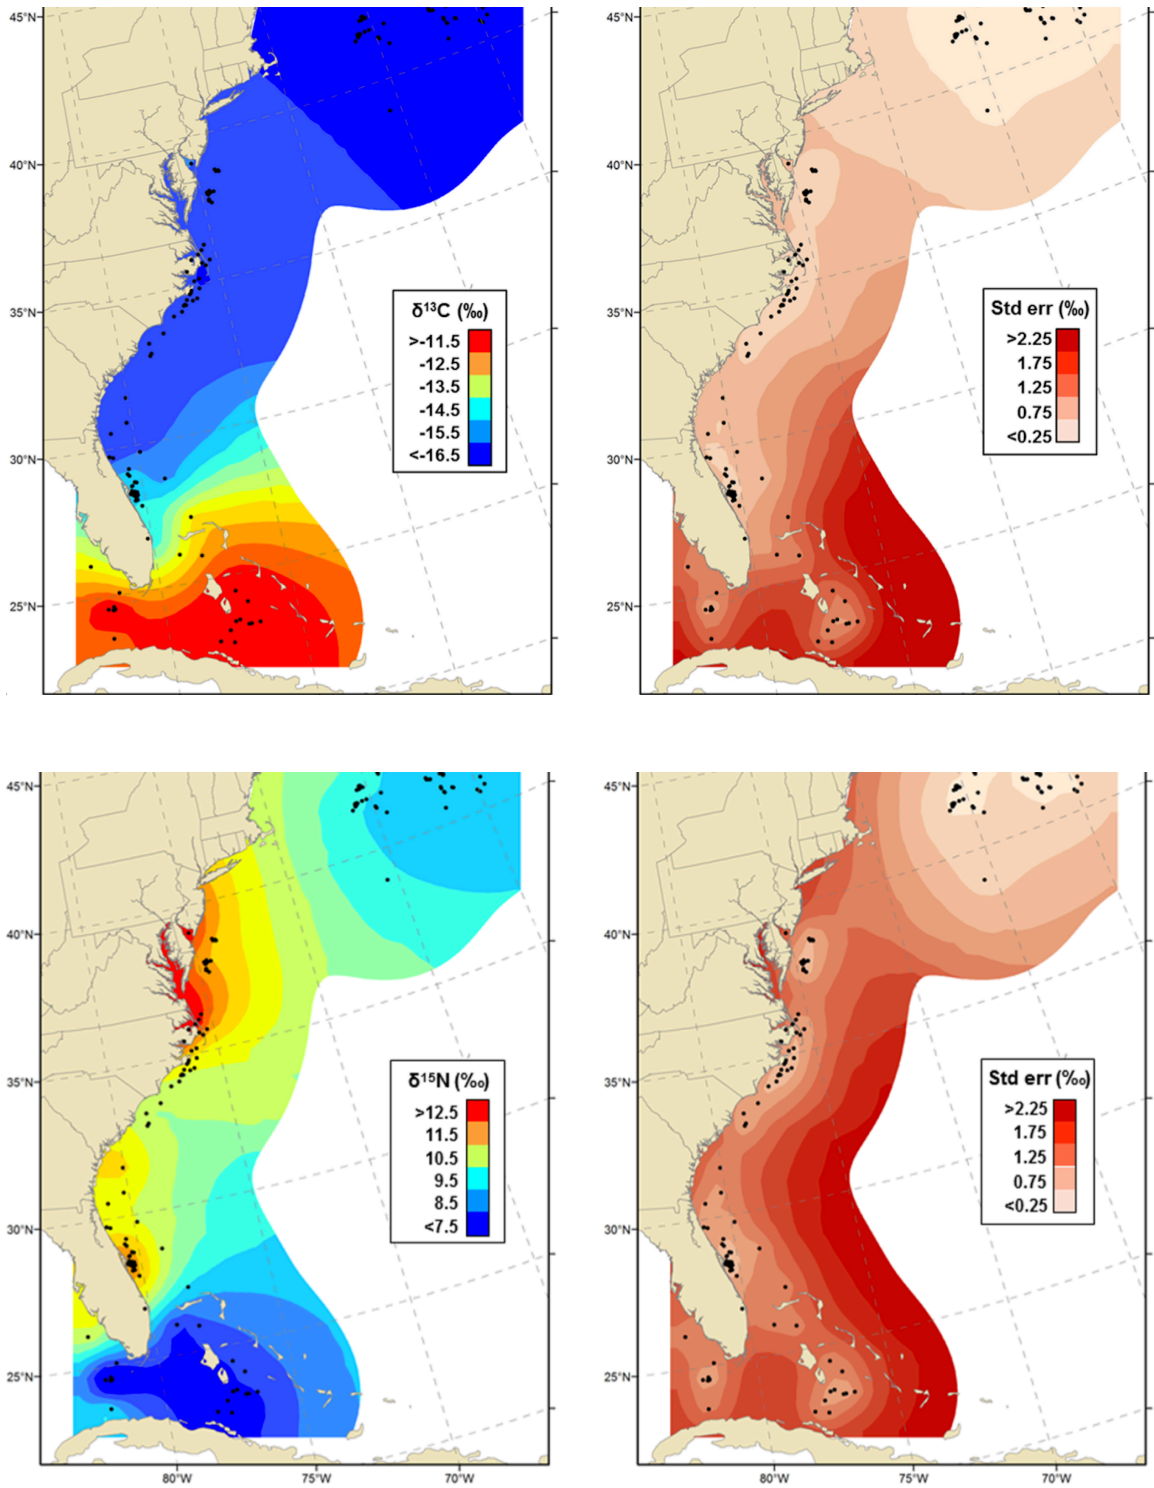 45°N
40°N
35°N
30°N
25°N
δ13C (‰)
>-11.5
-12.5
-13.5
-14.5
-15.5
<-16.5
Std err (‰)
>2.25
1.75
1.25
0.75
<0.25
45°N
40°N
35°N
30°N
25°N
45°N
40°N
35°N
30°N
25°N
δ15N (‰)
>12.5
11.5
10.5
9.5
8.5
<7.5
80°W
75°W
70°W
Std err (‰)
>2.25
1.75
1.25
0.75
<0.25
45°N
40°N
35°N
30°N
25°N
80°W
75°W
70°W